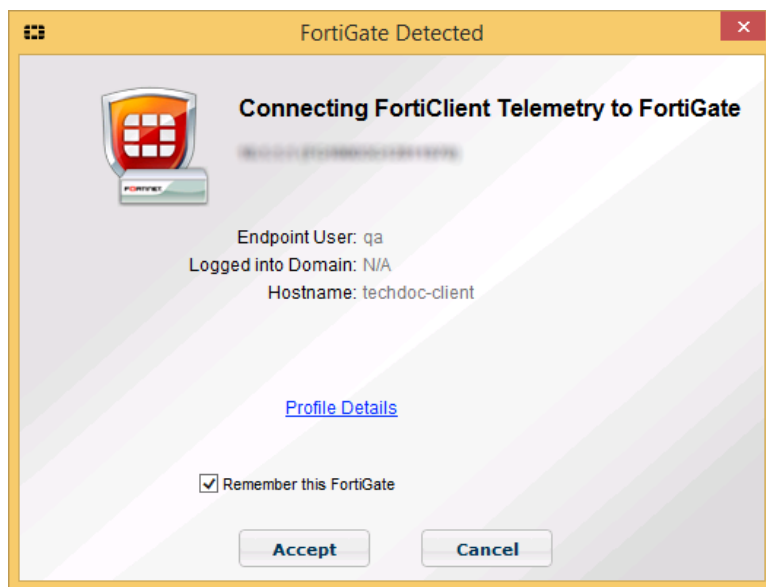 FortiGate Detected
Connecting FortiClient Telemetry to FortiGate
FORTINET
Endpoint User: qa
Logged into Domain: N/A
Hostname: techdoc-client
Profile Details
Remember this FortiGate
Accept Cancel